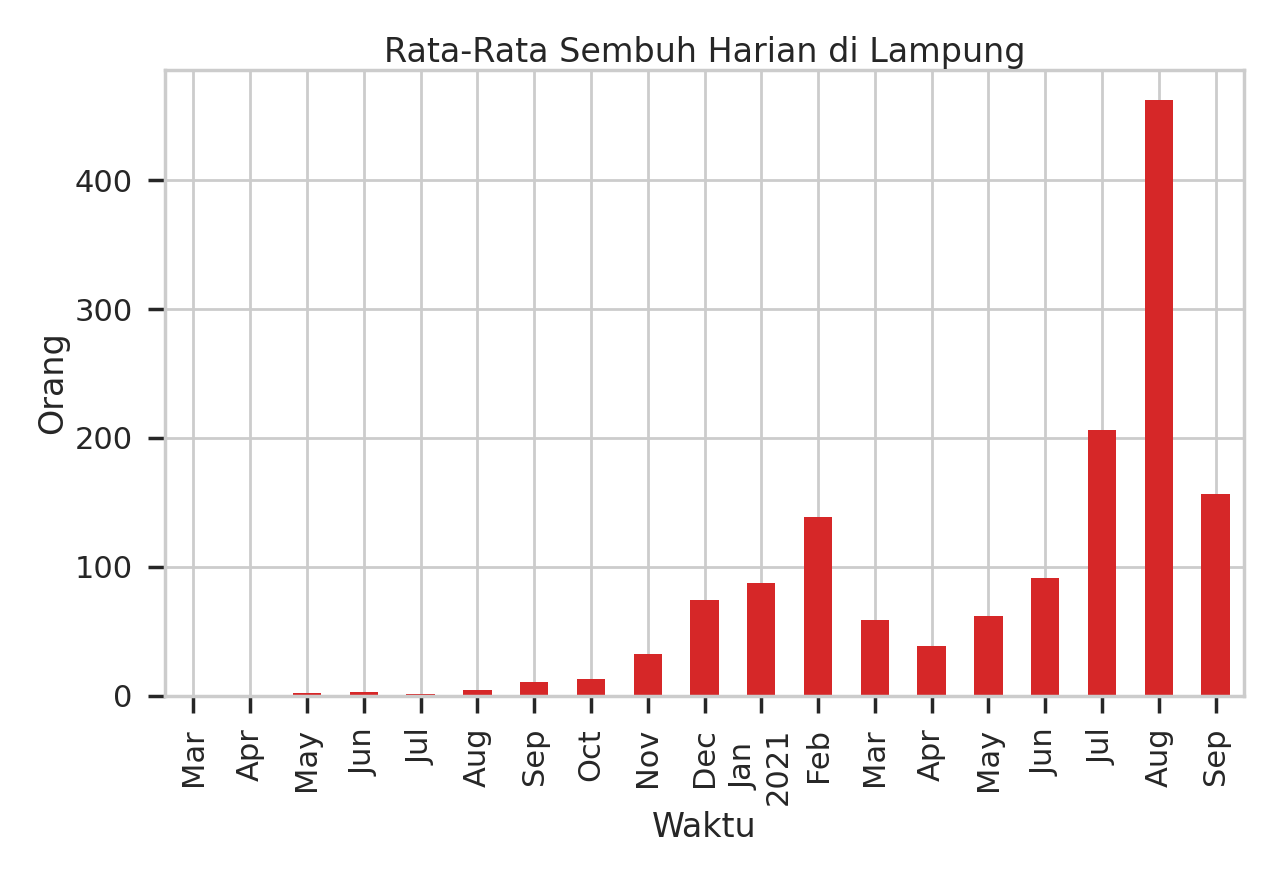 Rata-Rata Sembuh Harian di Lampung
400
300
200
100
0
Orang
Mar
Apr
May
Jun
Jul
Aug
Sep
Oct
Nov
Dec
Jan
2021
Feb
Mar
Apr
May
Jun
Jul
Aug
Sep
Waktu